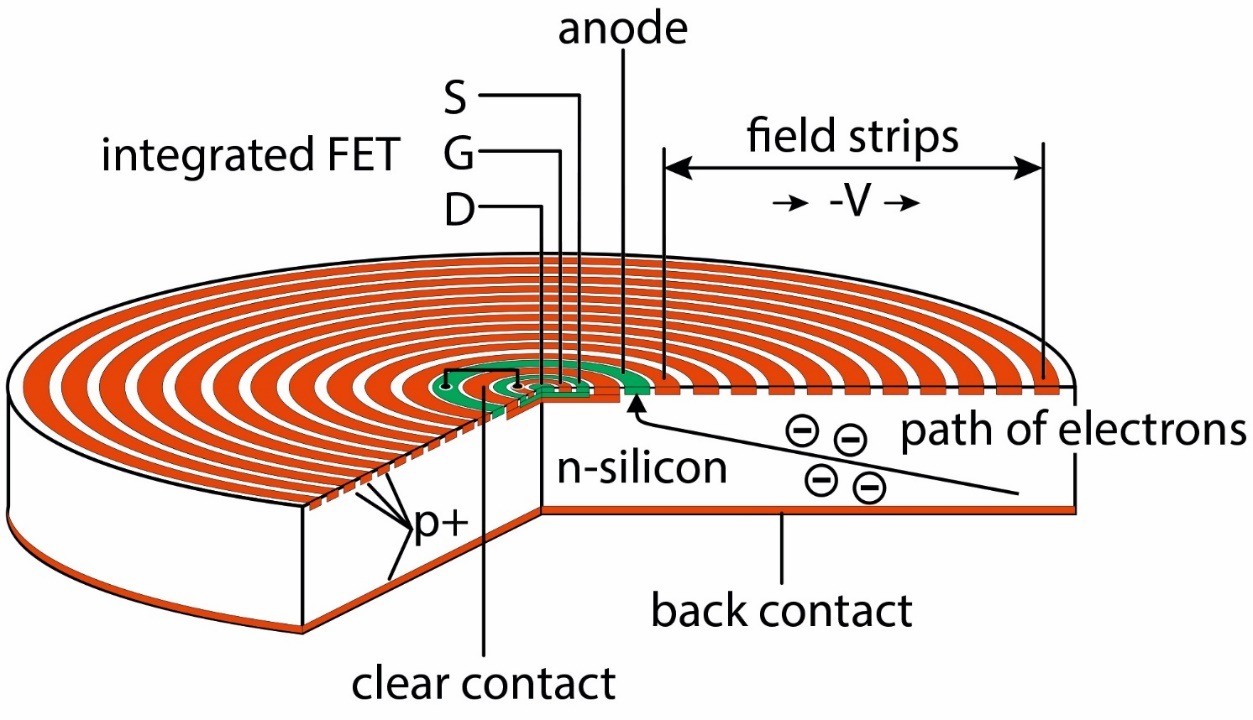 anode
S
integrated FET
G
D
field strips
→ -V →
path of electrons
n-silicon
p+
back contact
clear contact